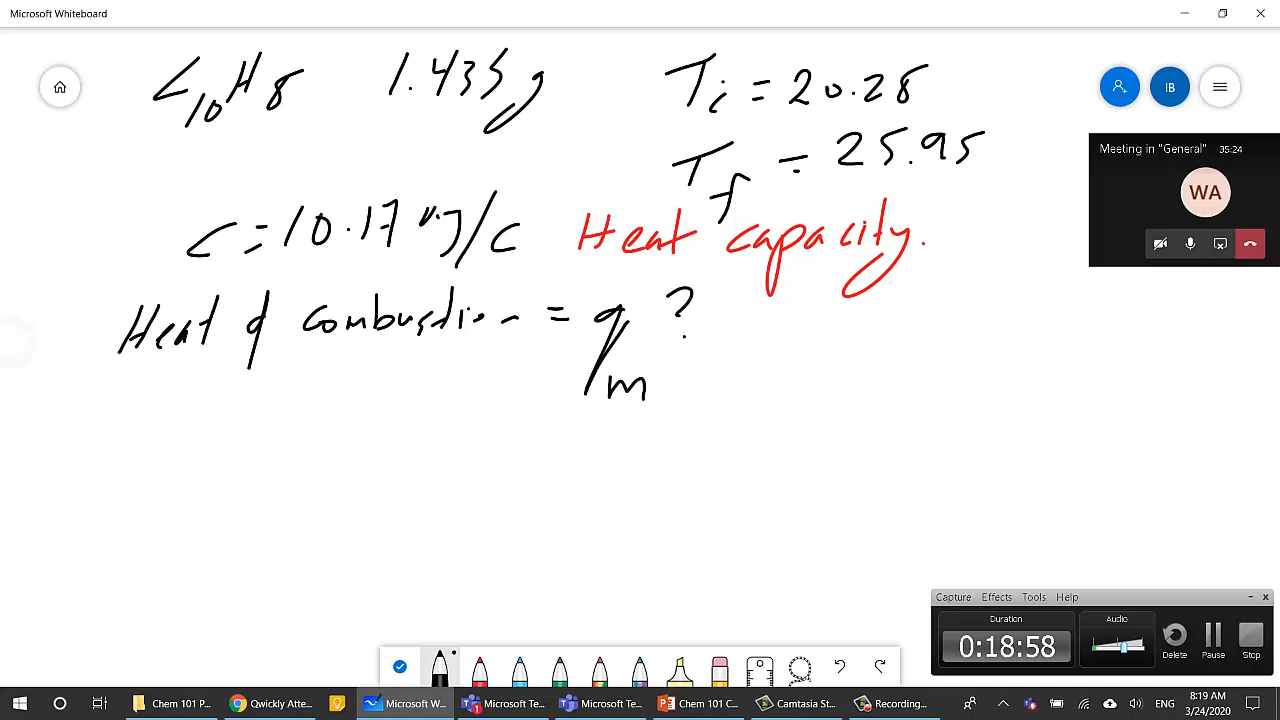 Microsoft Whiteboard
C10H8 1.435g Ti = 20.28
Tf = 25.95
IB
Meeting in "General" 35:24
WA
C = 10.17 kJ/C Heat capacity.
Heat of combustion = qm ?
Capture Effects Tools Help
Duration
0:18:58
Audio
Delete Pause Stop
Chem 101 P...
Qwickly Atte...
Microsoft W...
Microsoft Te...
Microsoft Te...
Chem 101 C...
Camtasia St...
Recording...
ENG
8:19 AM
3/24/2020